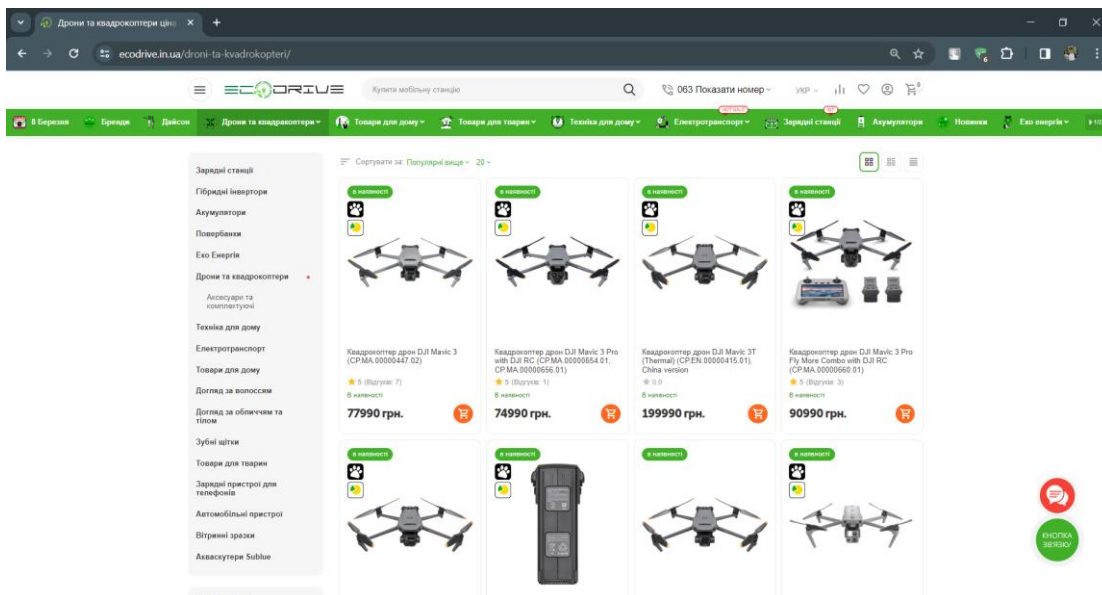 Дрони та квадрокоптери ціна
ecodrive.in.ua/droni-ta-kvadrokopteri/
ECODRIVE
Купити мобільну станцію
063 Показати номер
УКР
0
8 Березня
Бренди
Дайсон
Дрони та квадракоптери
Товари для дому
Товари для тварин
Техніка для дому
HOT SALE
Електротранспорт
Зарядні станції
Акумулятори
Новинки
Еко енергія
Зарядні станції
Гібридні інвертори
Акумулятори
Повербанки
Еко Енергія
Дрони та квадрокоптери
Аксесуари та
комплектуючі
Техніка для дому
Електротранспорт
Товари для дому
Догляд за волоссям
Догляд за обличчям та
тілом
Зубні щітки
Товари для тварин
Зарядні пристрої для
телефонів
Автомобільні пристрої
Вітринні зразки
Акваскутери Sublue
Сортувати за: Популярні вище 20
В НАЯВНОСТІ
Квадрокоптер дрон DJI Mavic 3
(CP.MA.00000447.02)
5 (Відгуків: 7)
В наявності
77990 грн.
В НАЯВНОСТІ
Квадрокоптер дрон DJI Mavic 3 Pro
with DJI RC (CP.MA.00000654.01,
CP.MA.00000656.01)
5 (Відгуків: 1)
В наявності
74990 грн.
В НАЯВНОСТІ
Квадрокоптер дрон DJI Mavic 3T
(Thermal) (CP.EN.00000415.01),
China version
0.0
В наявності
199990 грн.
В НАЯВНОСТІ
Квадрокоптер дрон DJI Mavic 3 Pro
Fly More Combo with DJI RC
(CP.MA.00000660.01)
5 (Відгуків: 3)
В наявності
90990 грн.
В НАЯВНОСТІ
В НАЯВНОСТІ
В НАЯВНОСТІ
В НАЯВНОСТІ
КНОПКА
ЗВ'ЯЗКУ